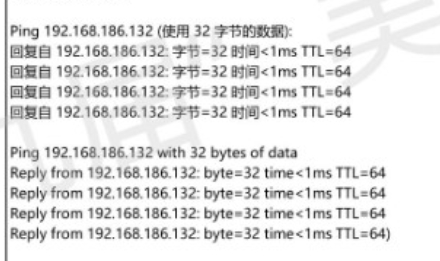 Ping 192.168.186.132 (使用 32 字节的数据):
回复自 192.168.186.132: 字节=32 时间<1ms TTL=64
回复自 192.168.186.132: 字节=32 时间<1ms TTL=64
回复自 192.168.186.132: 字节=32 时间<1ms TTL=64
回复自 192.168.186.132: 字节=32 时间<1ms TTL=64
Ping 192.168.186.132 with 32 bytes of data
Reply from 192.168.186.132: byte=32 time<1ms TTL=64
Reply from 192.168.186.132: byte=32 time<1ms TTL=64
Reply from 192.168.186.132: byte=32 time<1ms TTL=64
Reply from 192.168.186.132: byte=32 time<1ms TTL=64)